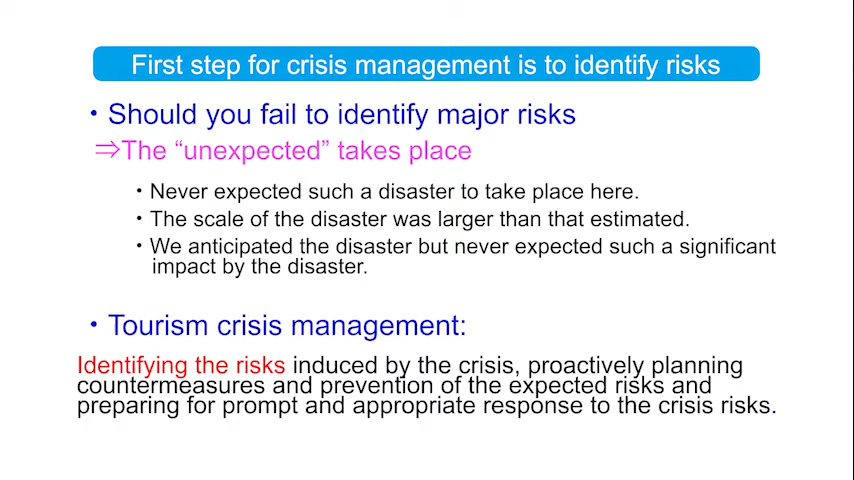 First step for crisis management is to identify risks
・Should you fail to identify major risks
⇒The “unexpected” takes place
・Never expected such a disaster to take place here.
・The scale of the disaster was larger than that estimated.
・We anticipated the disaster but never expected such a significant
impact by the disaster.
・Tourism crisis management:
Identifying the risks induced by the crisis, proactively planning
countermeasures and prevention of the expected risks and
preparing for prompt and appropriate response to the crisis risks.